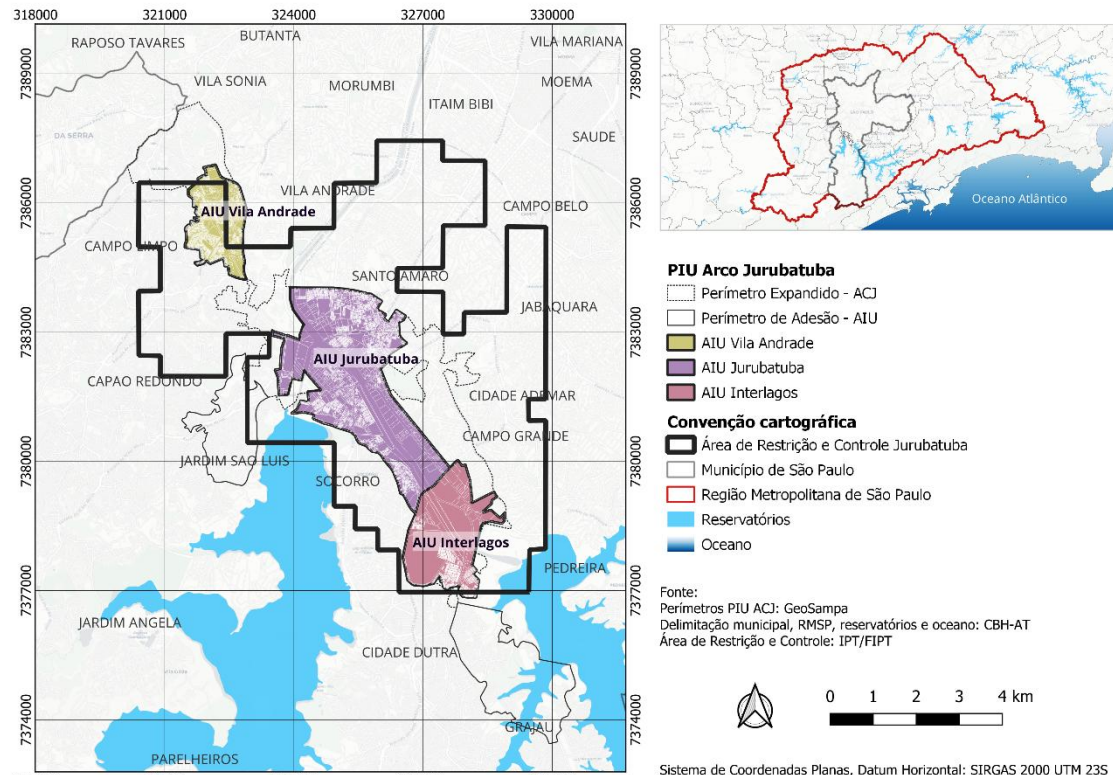 318000 321000 324000 327000 330000
BUTANTA
RAPOSO TAVARES
VILA MARIANA
7389000 7389000
VILA SONIA
MORUMBI
MOEMA
ITAIM BIBI
DA SERRA
SAUDE
VILA ANDRADE
7386000 7386000
AIU Vila Andrade
CAMPO BELO
CAMPO LIMPO
SANTO AMARO
JABAQUARA
7383000 7383000
AIU Jurubatuba
CAPAO REDONDO
CIDADE ADEMAR
CAMPO GRANDE
JARDIM SAO LUIS
7380000 7380000
SOCORRO
AIU Interlagos
PEDREIRA
7377000 7377000
JARDIM ANGELA
CIDADE DUTRA
7374000 7374000
GRAJAU
PARELHEIROS
Oceano Atlântico
PIU Arco Jurubatuba
Perímetro Expandido - ACJ
Perímetro de Adesão - AIU
AIU Vila Andrade
AIU Jurubatuba
AIU Interlagos
Convenção cartográfica
Área de Restrição e Controle Jurubatuba
Município de São Paulo
Região Metropolitana de São Paulo
Reservatórios
Oceano
Fonte:
Perímetros PIU ACJ: GeoSampa
Delimitação municipal, RMSP, reservatórios e oceano: CBH-AT
Área de Restrição e Controle: IPT/FIPT
0 1 2 3 4 km
Sistema de Coordenadas Planas. Datum Horizontal: SIRGAS 2000 UTM 23S